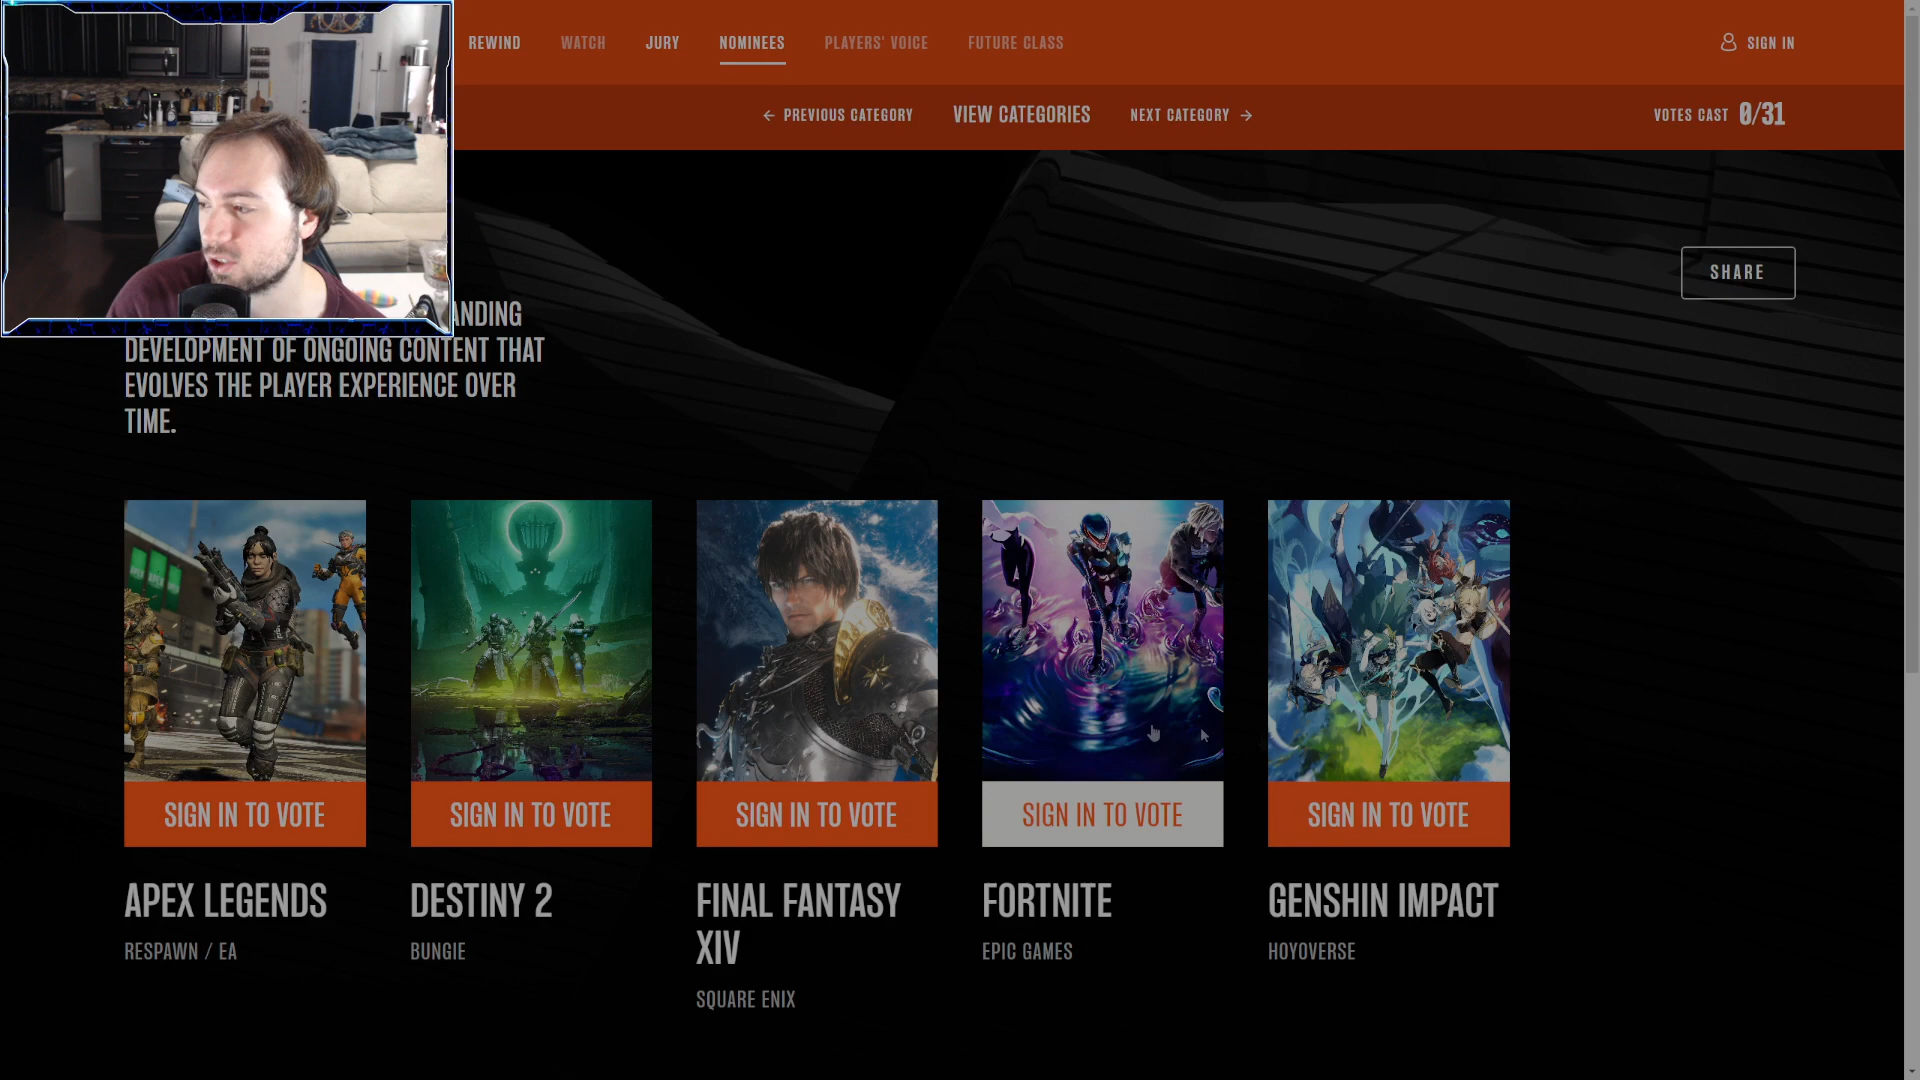 REWIND
WATCH
JURY
NOMINEES
PLAYERS' VOICE
FUTURE CLASS
SIGN IN
PREVIOUS CATEGORY
VIEW CATEGORIES
NEXT CATEGORY
VOTES CAST 0/31
SHARE
ANDING
DEVELOPMENT OF ONGOING CONTENT THAT
EVOLVES THE PLAYER EXPERIENCE OVER
TIME.
SIGN IN TO VOTE
SIGN IN TO VOTE
SIGN IN TO VOTE
SIGN IN TO VOTE
SIGN IN TO VOTE
APEX LEGENDS
RESPAWN / EA
DESTINY 2
BUNGIE
FINAL FANTASY
XIV
SQUARE ENIX
FORTNITE
EPIC GAMES
GENSHIN IMPACT
HOYOVERSE